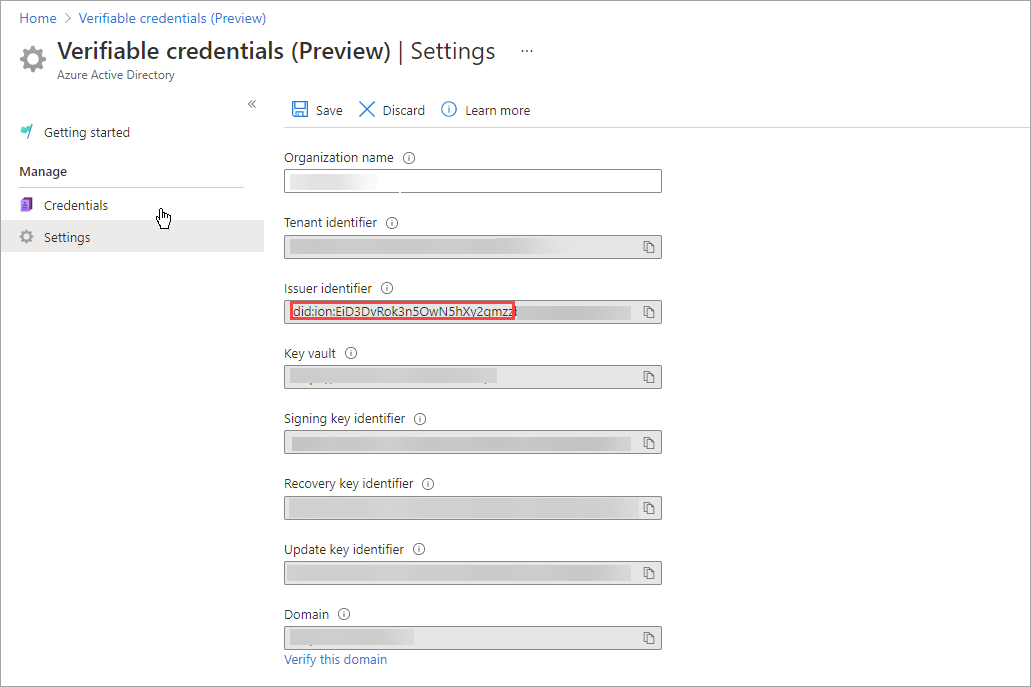 Home > Verifiable credentials (Preview)
Verifiable credentials (Preview) | Settings ...
Azure Active Directory
«
Getting started
Manage
Credentials
Settings
Save Discard Learn more
Organization name
Tenant identifier
Issuer identifier
did:ion:EiD3DvRok3n5OwN5hXy2qmzz
Key vault
Signing key identifier
Recovery key identifier
Update key identifier
Domain
Verify this domain